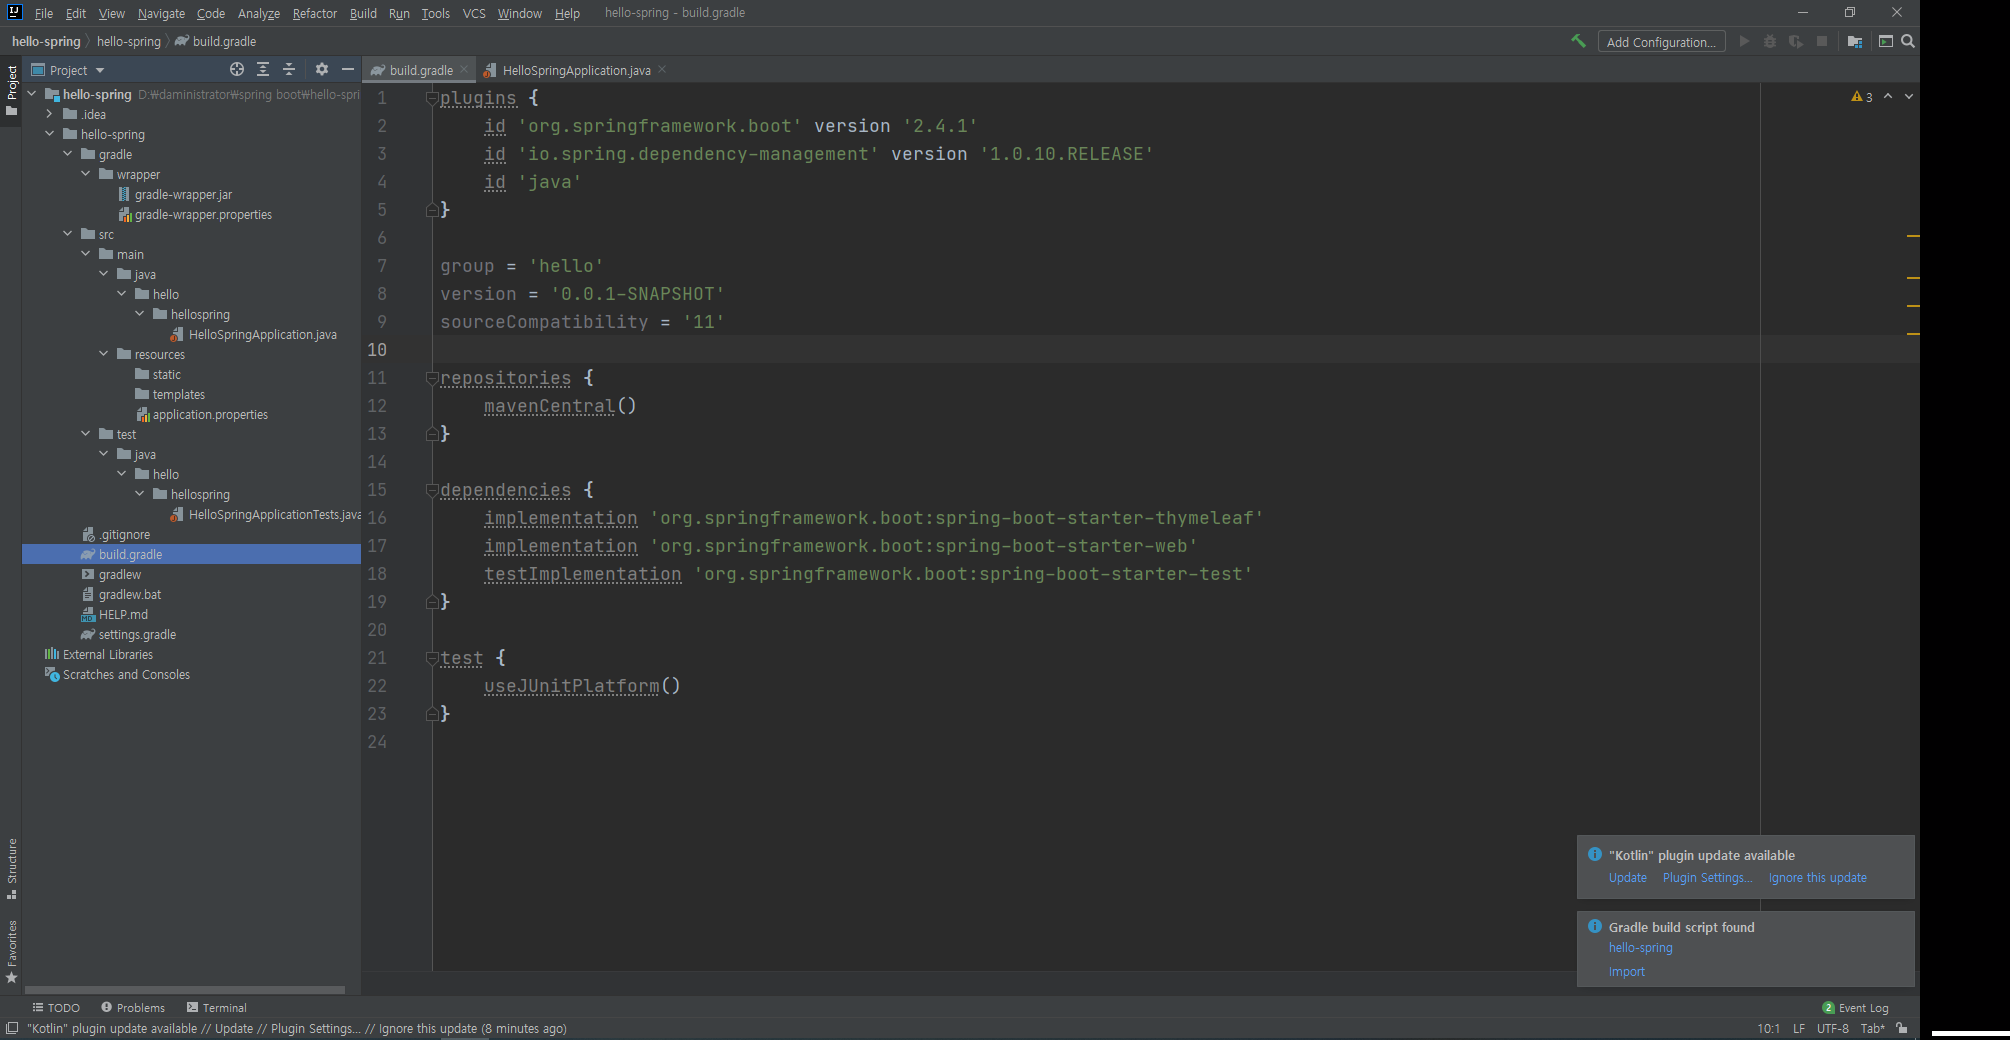 File Edit View Navigate Code Analyze Refactor Build Run Tools VCS Window Help hello-spring - build.gradle
hello-spring hello-spring build.gradle
Add Configuration...
Project
Project
build.gradle
HelloSpringApplication.java
hello-spring D:\daministrator\spring boot\hello-spri
.idea
hello-spring
gradle
wrapper
gradle-wrapper.jar
gradle-wrapper.properties
src
main
java
hello
hellospring
HelloSpringApplication.java
resources
static
templates
application.properties
test
java
hello
hellospring
HelloSpringApplicationTests.java
.gitignore
build.gradle
gradlew
gradlew.bat
HELP.md
settings.gradle
External Libraries
Scratches and Consoles
Structure
Favorites
3
1 plugins {
2 id 'org.springframework.boot' version '2.4.1'
3 id 'io.spring.dependency-management' version '1.0.10.RELEASE'
4 id 'java'
5 }
6
7 group = 'hello'
8 version = '0.0.1-SNAPSHOT'
9 sourceCompatibility = '11'
10
11 repositories {
12 mavenCentral()
13 }
14
15 dependencies {
16 implementation 'org.springframework.boot:spring-boot-starter-thymeleaf'
17 implementation 'org.springframework.boot:spring-boot-starter-web'
18 testImplementation 'org.springframework.boot:spring-boot-starter-test'
19 }
20
21 test {
22 useJUnitPlatform()
23 }
24
"Kotlin" plugin update available
Update Plugin Settings... Ignore this update
Gradle build script found
hello-spring
Import
TODO Problems Terminal
2 Event Log
"Kotlin" plugin update available // Update // Plugin Settings... // Ignore this update (8 minutes ago)
10:1 LF UTF-8 Tab*